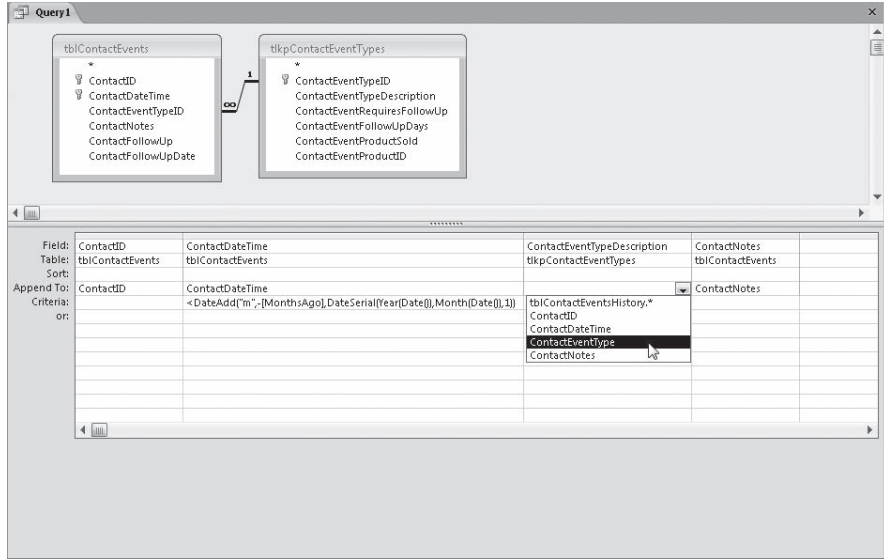 Query1
tblContactEvents
*
ContactID
ContactDateTime
ContactEventTypeID
ContactNotes
ContactFollowUp
ContactFollowUpDate
∞
1
tlkpContactEventTypes
*
ContactEventTypeID
ContactEventTypeDescription
ContactEventRequiresFollowUp
ContactEventFollowUpDays
ContactEventProductSold
ContactEventProductID
Field: ContactID ContactDateTime ContactEventTypeDescription ContactNotes
Table: tblContactEvents tblContactEvents tlkpContactEventTypes tblContactEvents
Sort:
Append To: ContactID ContactDateTime ContactNotes
Criteria: <DateAdd("m",-[MonthsAgo],DateSerial(Year(Date()),Month(Date()),1))
or:
tblContactEventsHistory.*
ContactID
ContactDateTime
ContactEventType
ContactNotes